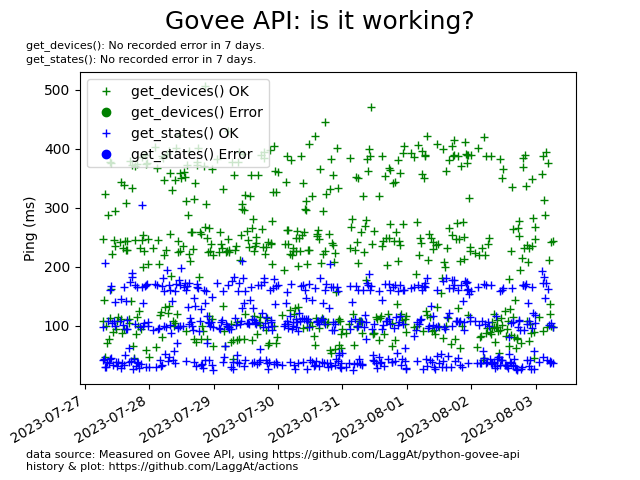 Govee API: is it working?
get_devices(): No recorded error in 7 days.
get_states(): No recorded error in 7 days.
get_devices() OK
get_devices() Error
get_states() OK
get_states() Error
Ping (ms)
500
400
300
200
100
2023-07-27
2023-07-28
2023-07-29
2023-07-30
2023-07-31
2023-08-01
2023-08-02
2023-08-03
data source: Measured on Govee API, using https://github.com/LaggAt/python-govee-api
history & plot: https://github.com/LaggAt/actions